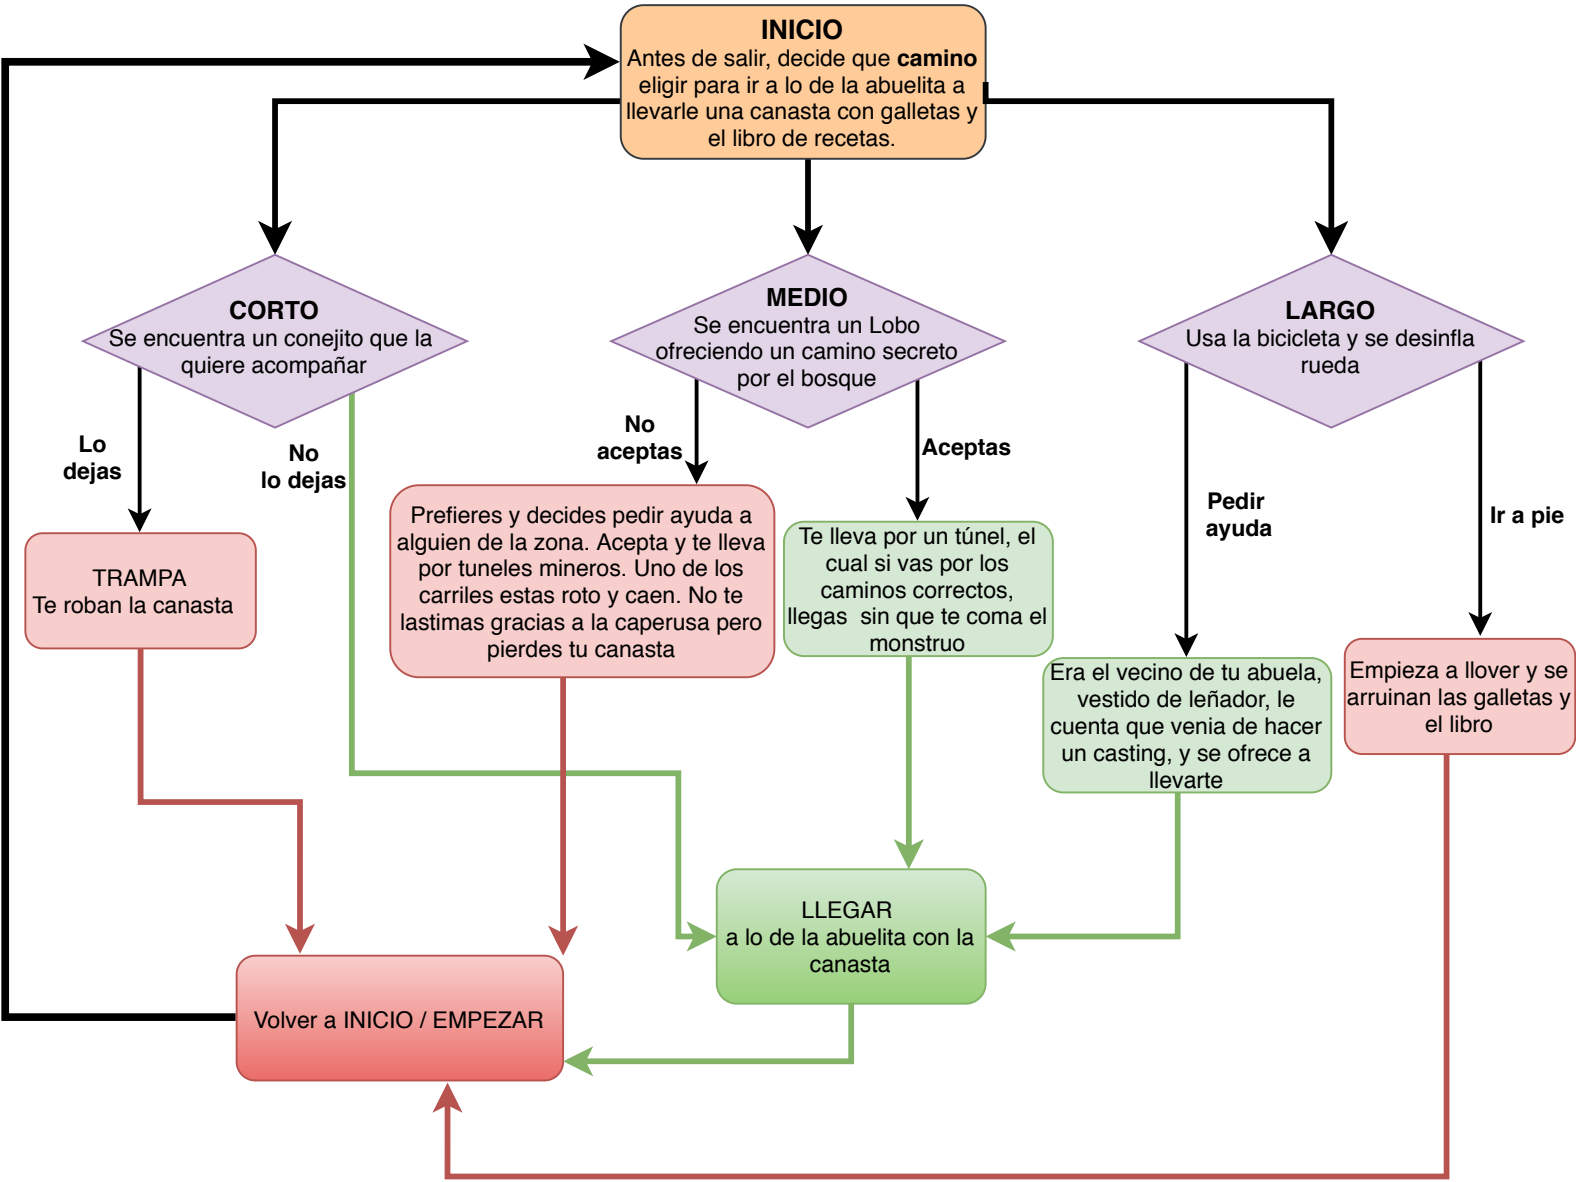 INICIO
Antes de salir, decide que camino
eligir para ir a lo de la abuelita a
llevarle una canasta con galletas y
el libro de recetas.
CORTO
Se encuentra un conejito que la
quiere acompañar
MEDIO
Se encuentra un Lobo
ofreciendo un camino secreto
por el bosque
LARGO
Usa la bicicleta y se desinfla
rueda
Lo
dejas
No
lo dejas
No
aceptas
Aceptas
Pedir
ayuda
Ir a pie
TRAMPA
Te roban la canasta
Prefieres y decides pedir ayuda a
alguien de la zona. Acepta y te lleva
por tuneles mineros. Uno de los
carriles estas roto y caen. No te
lastimas gracias a la caperusa pero
pierdes tu canasta
Te lleva por un túnel, el
cual si vas por los
caminos correctos,
llegas  sin que te coma el
monstruo
Era el vecino de tu abuela,
vestido de leñador, le
cuenta que venia de hacer
un casting, y se ofrece a
llevarte
Empieza a llover y se
arruinan las galletas y
el libro
LLEGAR
a lo de la abuelita con la
canasta
Volver a INICIO / EMPEZAR